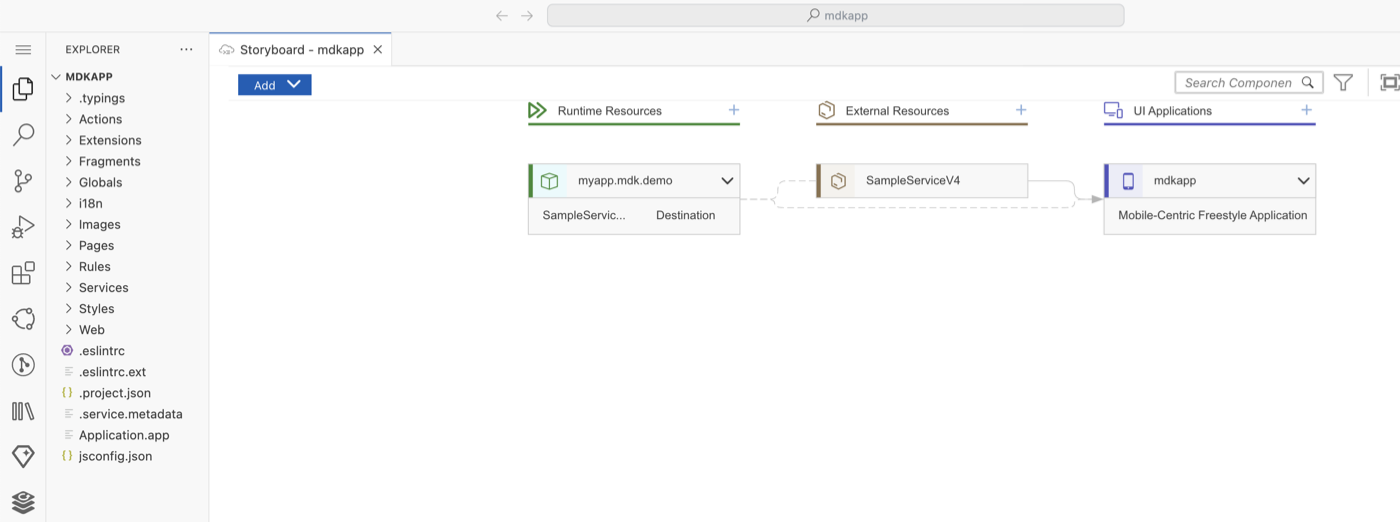 mdkapp
EXPLORER
Storyboard - mdkapp
MDKAPP
.typings
Actions
Extensions
Fragments
Globals
i18n
Images
Pages
Rules
Services
Styles
Web
.eslintrc
.eslintrc.ext
{} .project.json
.service.metadata
Application.app
{} jsconfig.json
Add
Search Componen
Runtime Resources +
External Resources +
UI Applications +
myapp.mdk.demo
SampleServic... Destination
SampleServiceV4
mdkapp
Mobile-Centric Freestyle Application